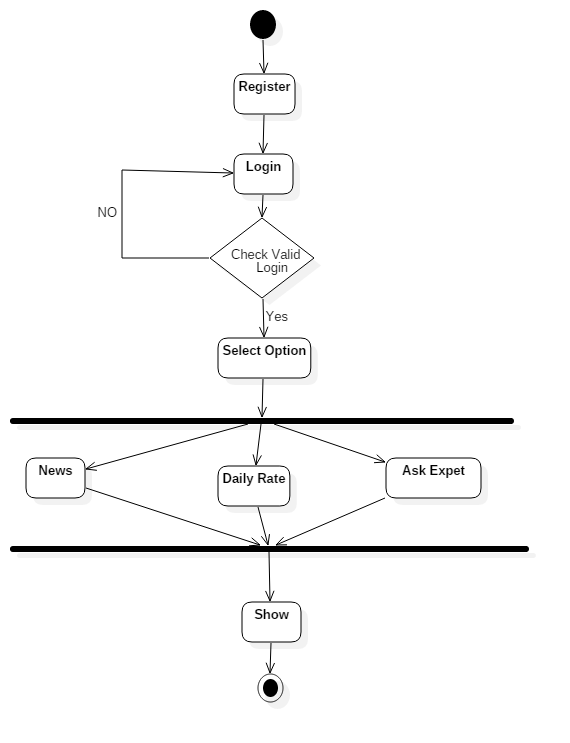 Register
Login
NO
Check Valid
Login
Yes
Select Option
News
Daily Rate
Ask Expet
Show